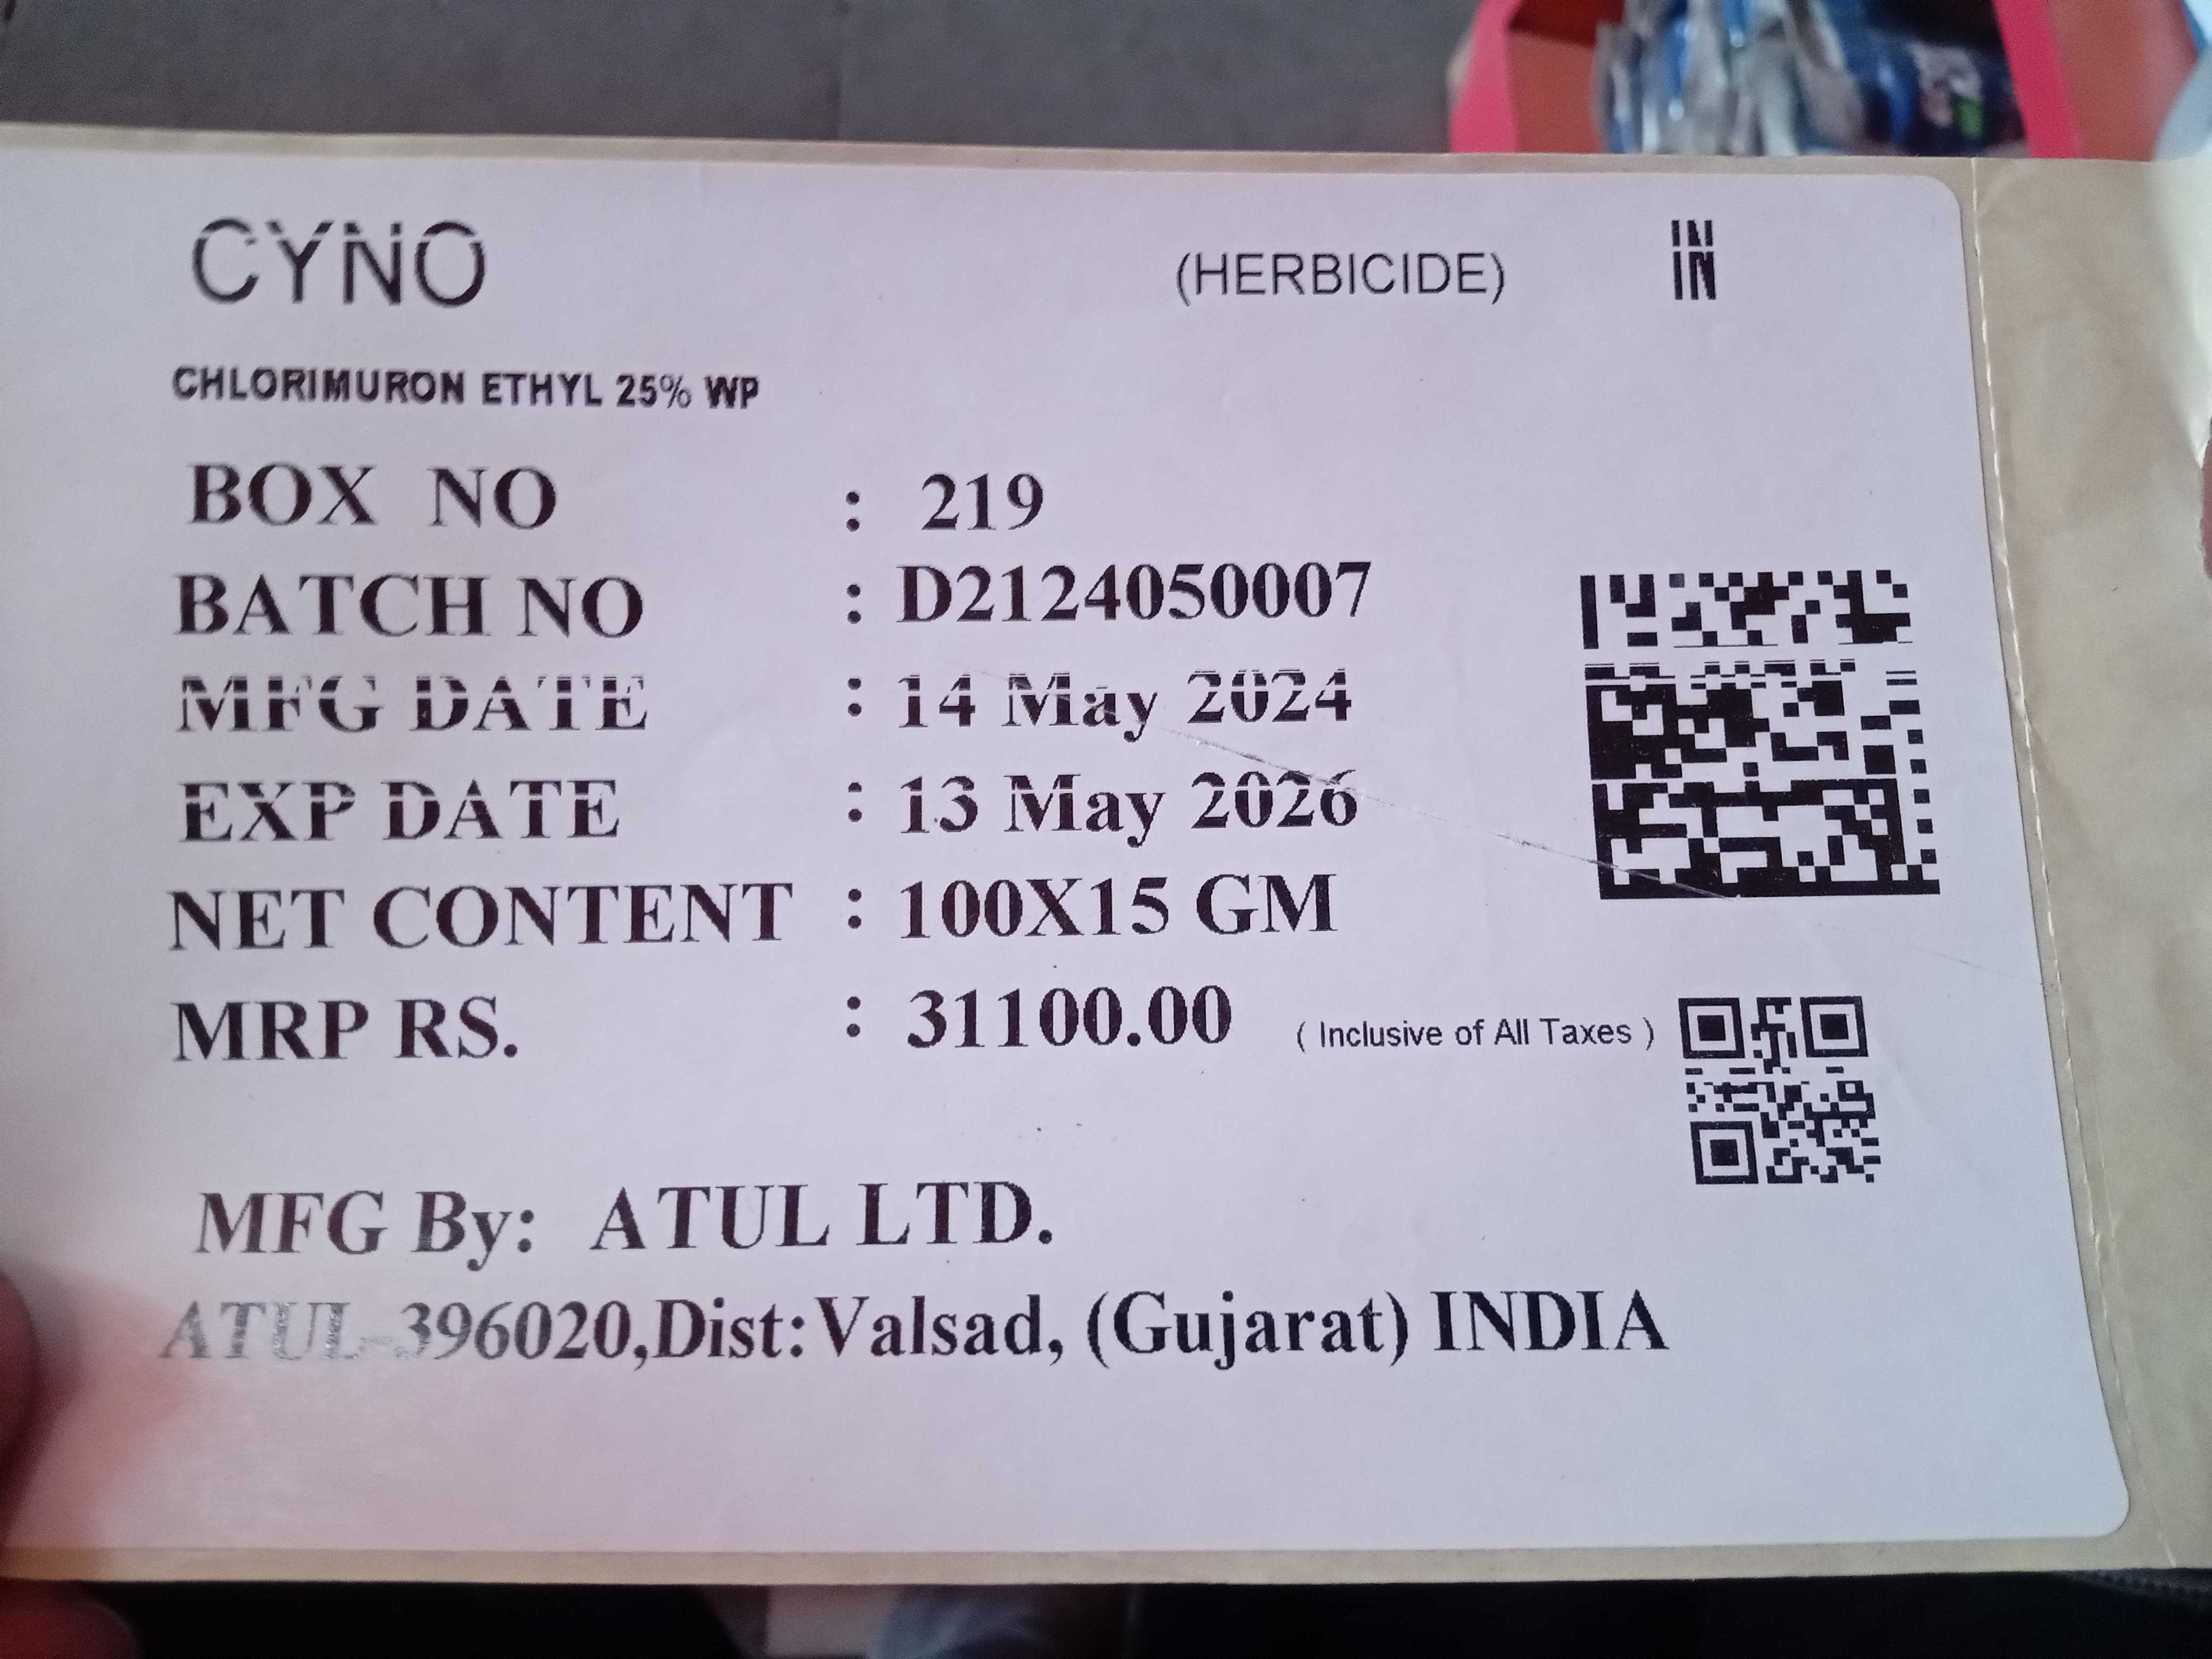 CYNO (HERBICIDE) IN
CHLORIMURON ETHYL 25% WP
BOX NO : 219
BATCH NO : D2124050007
MFG DATE : 14 May 2024
EXP DATE : 13 May 2026
NET CONTENT : 100X15 GM
MRP RS. : 31100.00 ( Inclusive of All Taxes )
MFG By: ATUL LTD.
ATUL-396020,Dist:Valsad, (Gujarat) INDIA